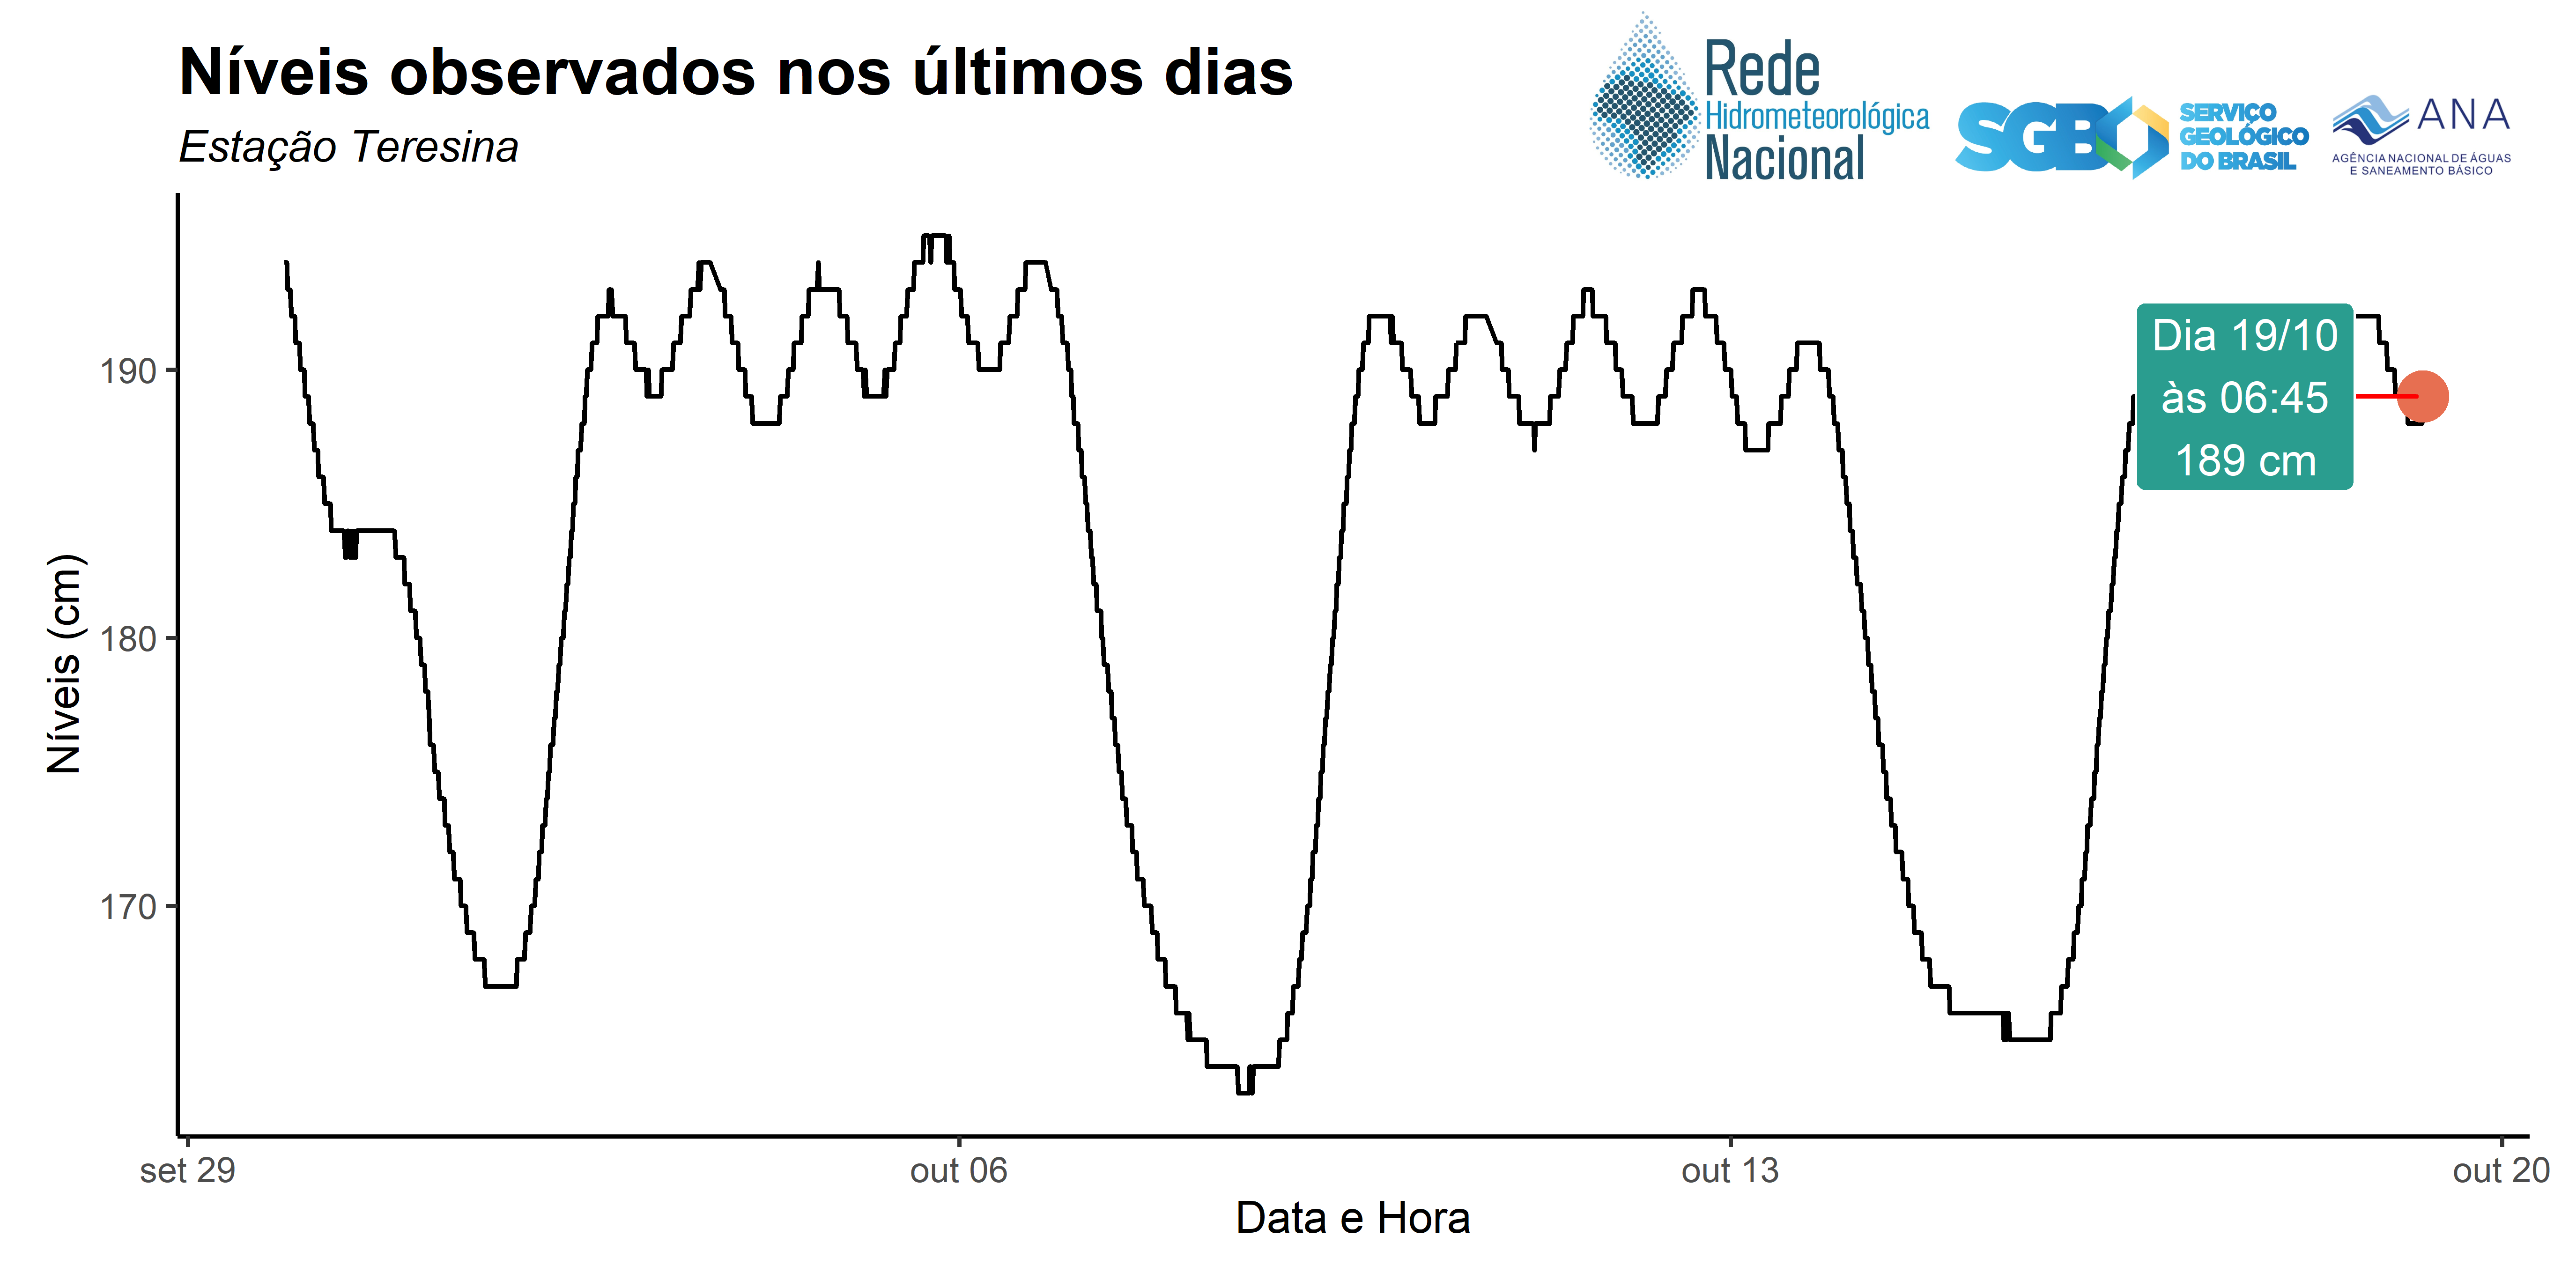 Níveis observados nos últimos dias
Estação Teresina
Rede
Hidrometeorológica
Nacional
SGB
SERVIÇO
GEOLÓGICO
DO BRASIL
ANA
AGÊNCIA NACIONAL DE ÁGUAS
E SANEAMENTO BÁSICO
Níveis (cm)
190
180
170
Dia 19/10
às 06:45
189 cm
set 29
out 06
out 13
out 20
Data e Hora